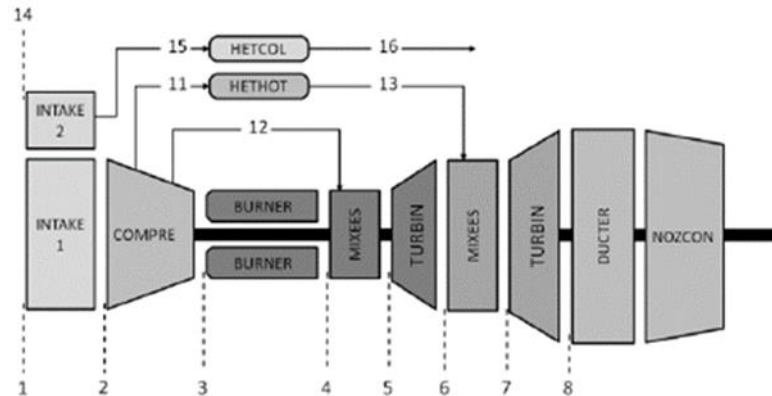 14
15 HETCOL 16
11 HETHOT 13
INTAKE
2
12
INTAKE
1
COMPRE
BURNER
BURNER
MIXEES
TURBIN
MIXEES
TURBIN
DUCTER
NOZCON
1 2 3 4 5 6 7 8